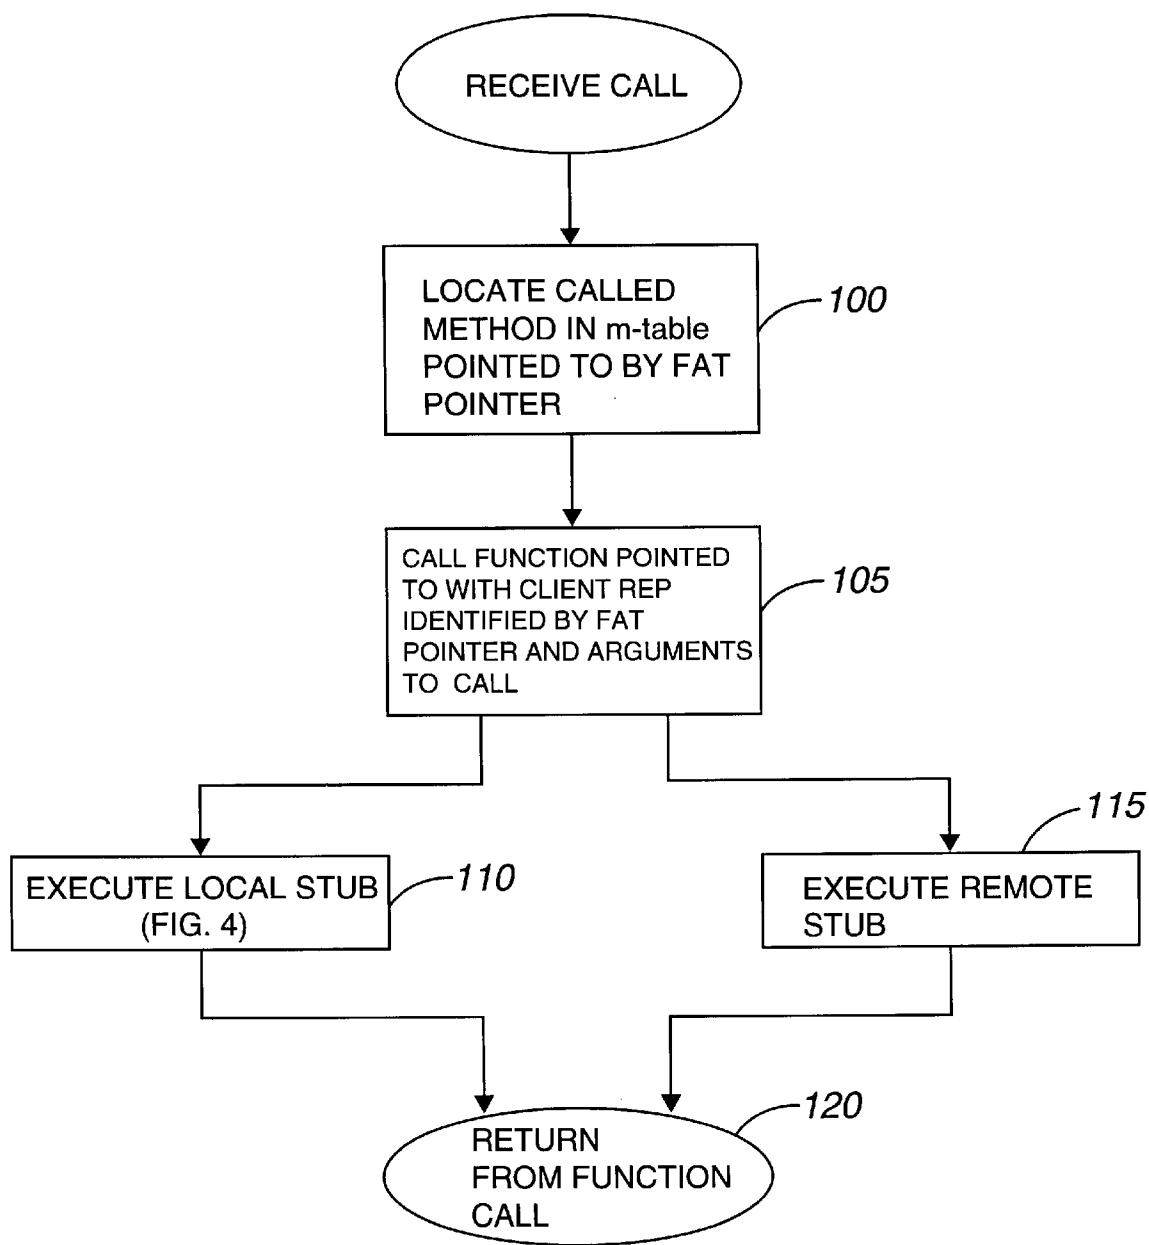 RECEIVE CALL
LOCATE CALLED
METHOD IN m-table
POINTED TO BY FAT
POINTER
100
CALL FUNCTION POINTED
TO WITH CLIENT REP
IDENTIFIED BY FAT
POINTER AND ARGUMENTS
TO CALL
105
EXECUTE LOCAL STUB
(FIG. 4)
110
EXECUTE REMOTE
STUB
115
RETURN
FROM FUNCTION
CALL
120